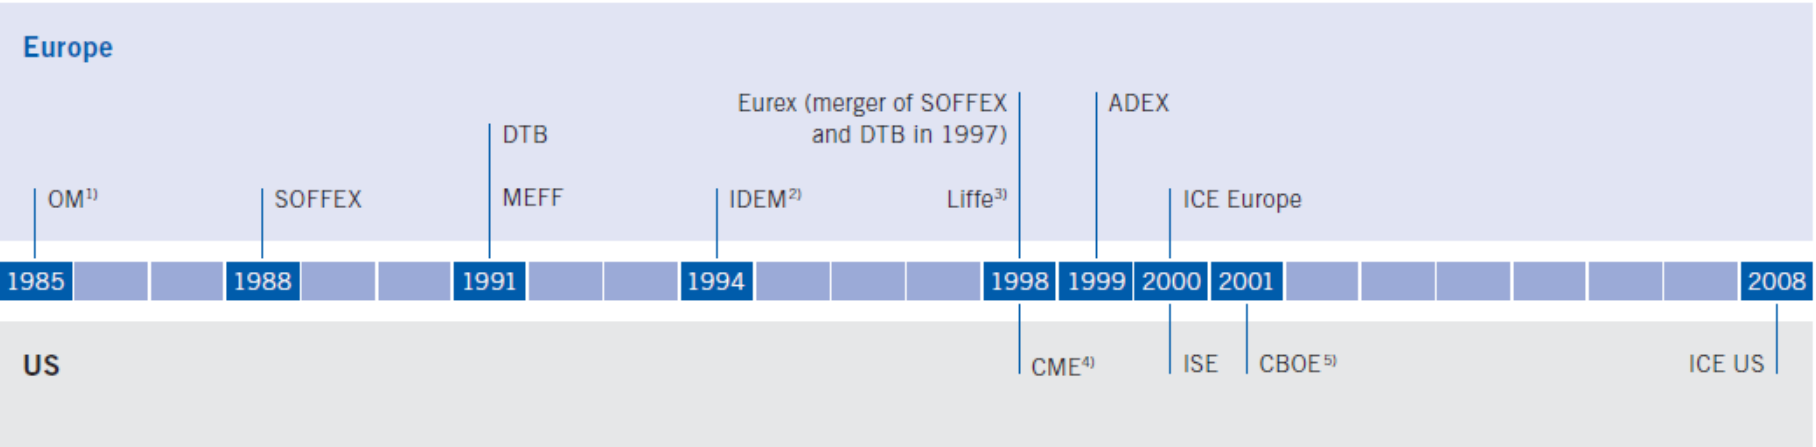 Europe
Eurex (merger of SOFFEX
and DTB in 1997)
ADEX
DTB
OM¹⁾
SOFFEX
MEFF
IDEM²⁾
Liffe³⁾
ICE Europe
1985 1988 1991 1994 1998 1999 2000 2001 2008
US
CME⁴⁾
ISE
CBOE⁵⁾
ICE US